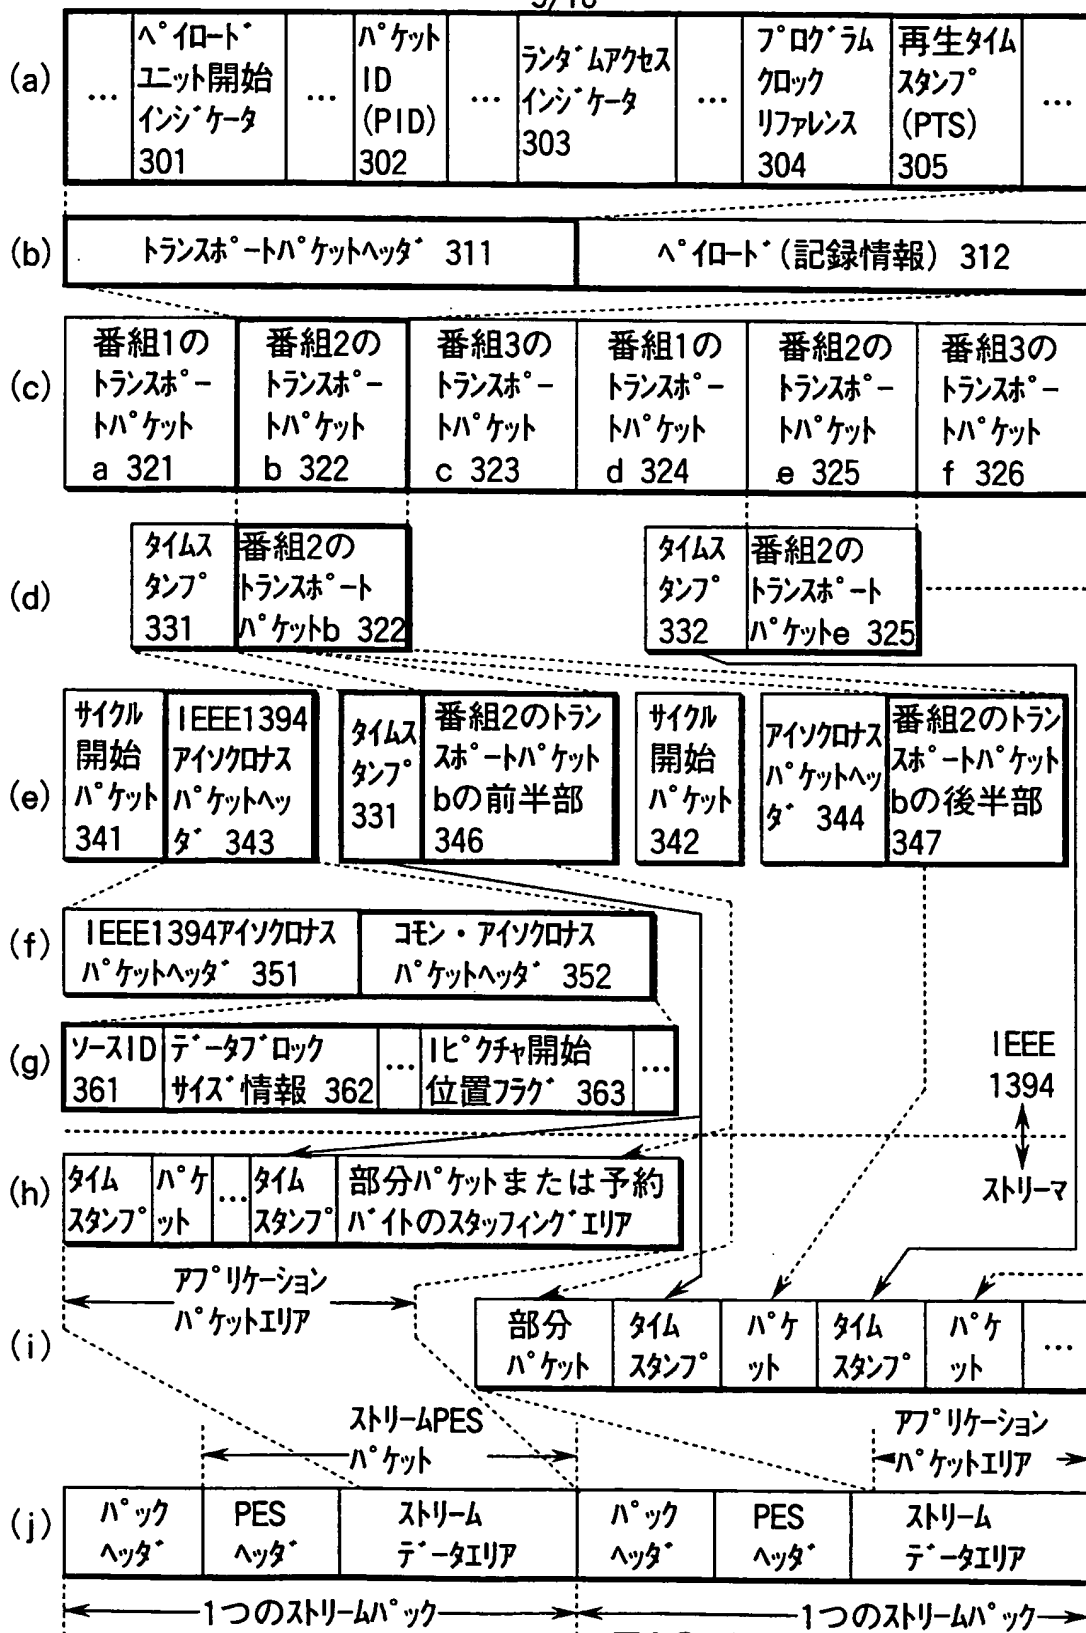 (a)
…
ペイロード
ユニット開始
インジケータ
301
…
パケット
ID
(PID)
302
…
ランダムアクセス
インジケータ
303
…
プログラム
クロック
リファレンス
304
再生タイム
スタンプ
(PTS)
305
…
(b)
トランスポートパケットヘッダ 311
ペイロード(記録情報) 312
(c)
番組1の
トランスポー
トパケット
a 321
番組2の
トランスポー
トパケット
b 322
番組3の
トランスポー
トパケット
c 323
番組1の
トランスポー
トパケット
d 324
番組2の
トランスポー
トパケット
e 325
番組3の
トランスポー
トパケット
f 326
(d)
タイムス
タンプ
331
番組2の
トランスポート
パケットb 322
タイムス
タンプ
332
番組2の
トランスポート
パケットe 325
(e)
サイクル
開始
パケット
341
IEEE1394
アイソクロナス
パケットヘッ
ダ 343
タイムス
タンプ
331
番組2のトラン
スポートパケット
bの前半部
346
サイクル
開始
パケット
342
アイソクロナス
パケットヘッ
ダ 344
番組2のトラン
スポートパケット
bの後半部
347
(f)
IEEE1394アイソクロナス
パケットヘッダ 351
コモン・アイソクロナス
パケットヘッダ 352
(g)
ソースID
361
データブロック
サイズ情報 362
…
Iピクチャ開始
位置フラグ 363
…
IEEE
1394
ストリーマ
(h)
タイム
スタンプ
パケ
ット
…
タイム
スタンプ
部分パケットまたは予約
バイトのスタッフィングエリア
アプリケーション
パケットエリア
(i)
部分
パケット
タイム
スタンプ
パケ
ット
タイム
スタンプ
パケ
ット
…
ストリームPES
パケット
アプリケーション
パケットエリア
(j)
パック
ヘッダ
PES
ヘッダ
ストリーム
データエリア
パック
ヘッダ
PES
ヘッダ
ストリーム
データエリア
1つのストリームパック
1つのストリームパック